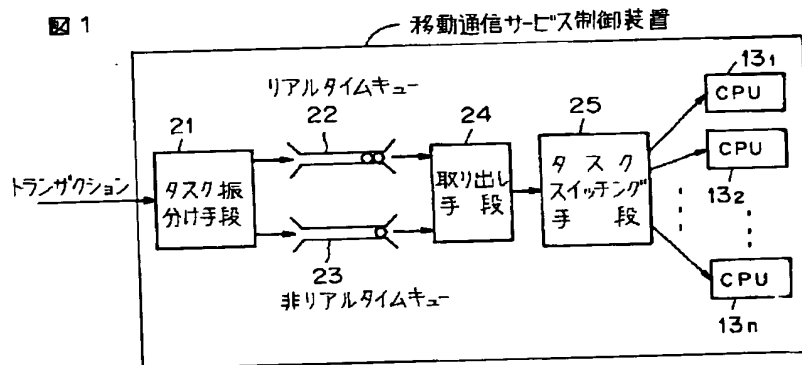 図1
移動通信サービス制御装置
リアルタイムキュー
22
21
タスク振
分け手段
トランザクション
23
非リアルタイムキュー
24
取り出し
手段
25
タスク
スイッチング
手段
13₁
CPU
CPU
13₂
CPU
13n